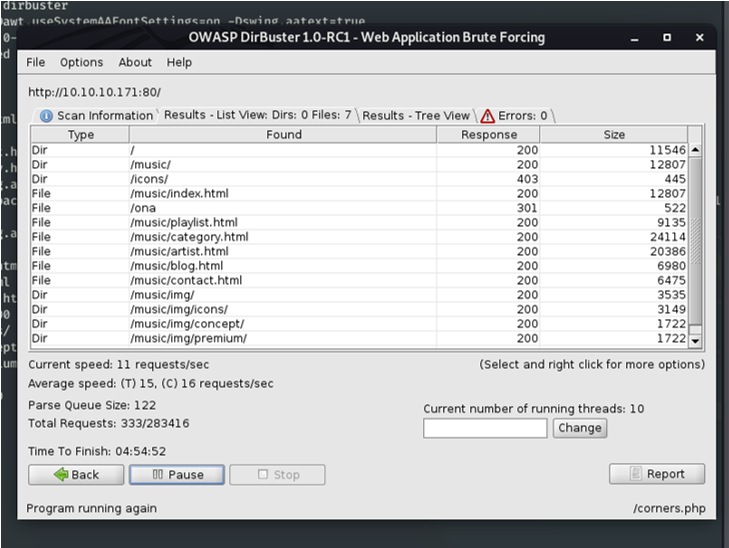 dirbuster
Dawt.useSystemAAFontSettings=on -Dswing.aatext=true
OWASP DirBuster 1.0-RC1 - Web Application Brute Forcing
File Options About Help
http://10.10.10.171:80/
Scan Information Results - List View: Dirs: 0 Files: 7 Results - Tree View Errors: 0
Type Found Response Size
Dir / 200 11546
Dir /music/ 200 12807
Dir /icons/ 403 445
File /music/index.html 200 12807
File /ona 301 522
File /music/playlist.html 200 9135
File /music/category.html 200 24114
File /music/artist.html 200 20386
File /music/blog.html 200 6980
File /music/contact.html 200 6475
Dir /music/img/ 200 3535
Dir /music/img/icons/ 200 3149
Dir /music/img/concept/ 200 1722
Dir /music/img/premium/ 200 1722
Current speed: 11 requests/sec (Select and right click for more options)
Average speed: (T) 15, (C) 16 requests/sec
Parse Queue Size: 122 Current number of running threads: 10
Total Requests: 333/283416
Change
Time To Finish: 04:54:52
Back Pause Stop Report
Program running again /corners.php